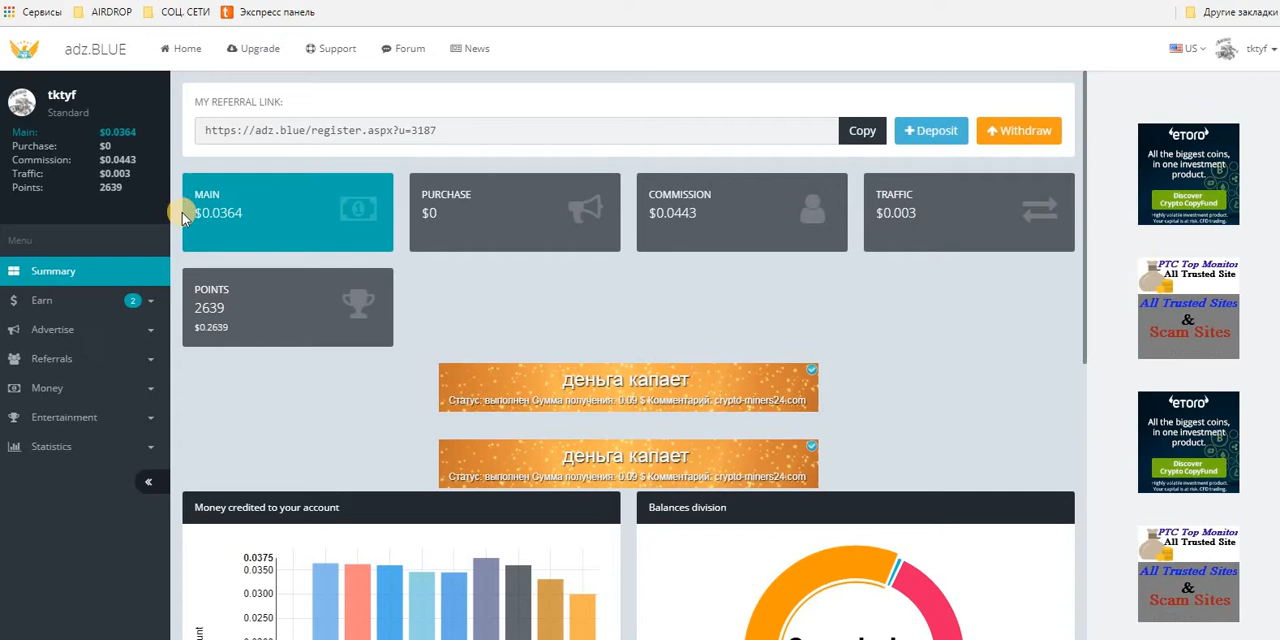 Сервисы AIRDROP СОЦ. СЕТИ Экспресс панель Другие закладки
adz.BLUE Home Upgrade Support Forum News US tktyf
tktyf
Standard
Main: $0.0364
Purchase: $0
Commission: $0.0443
Traffic: $0.003
Points: 2639
Menu
Summary
Earn 2
Advertise
Referrals
Money
Entertainment
Statistics
MY REFERRAL LINK:
https://adz.blue/register.aspx?u=3187 Copy Deposit Withdraw
MAIN
$0.0364
PURCHASE
$0
COMMISSION
$0.0443
TRAFFIC
$0.003
POINTS
2639
$0.2639
деньга капает
Статус: выполнен Сумма получения: 0.09 $ Комментарий: crypto-miners24.com
деньга капает
Статус: выполнен Сумма получения: 0.09 $ Комментарий: crypto-miners24.com
Money credited to your account
0.0375
0.0350
0.0300
0.0250
Balances division
eTORO
All the biggest coins,
in one investment
product.
Discover
Crypto CopyFund
PTC Top Monitor
All Trusted Site
All Trusted Sites
&
Scam Sites
eTORO
All the biggest coins,
in one investment
product.
Discover
Crypto CopyFund
PTC Top Monitor
All Trusted Site
All Trusted Sites
&
Scam Sites